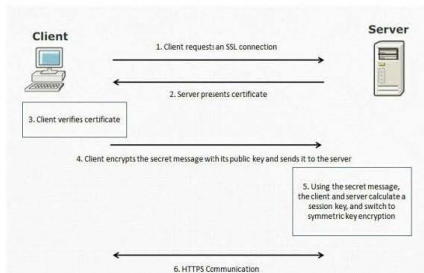 Client
Server
1. Client requests an SSL connection
2. Server presents certificate
3. Client verifies certificate
4. Client encrypts the secret message with its public key and sends it to the server
5. Using the secret message,
the client and server calculate a
session key, and switch to
symmetric key encryption
6. HTTPS Communication